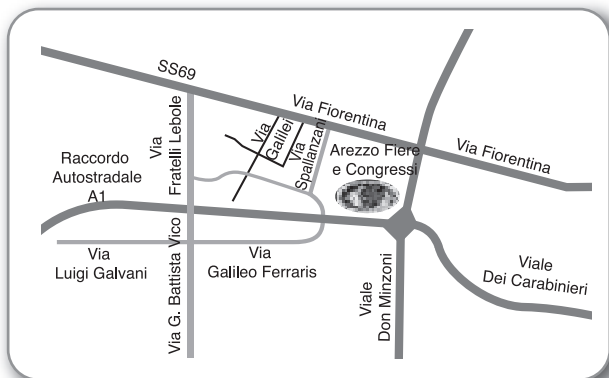 SS69
Via Fiorentina
Via
Fratelli Lebole
Via
Galilei
Via
Spallanzani
Arezzo Fiere
e Congressi
Via Fiorentina
Raccordo
Autostradale
A1
Via
Luigi Galvani
Via G. Battista Vico
Via
Galileo Ferraris
Viale
Don Minzoni
Viale
Dei Carabinieri